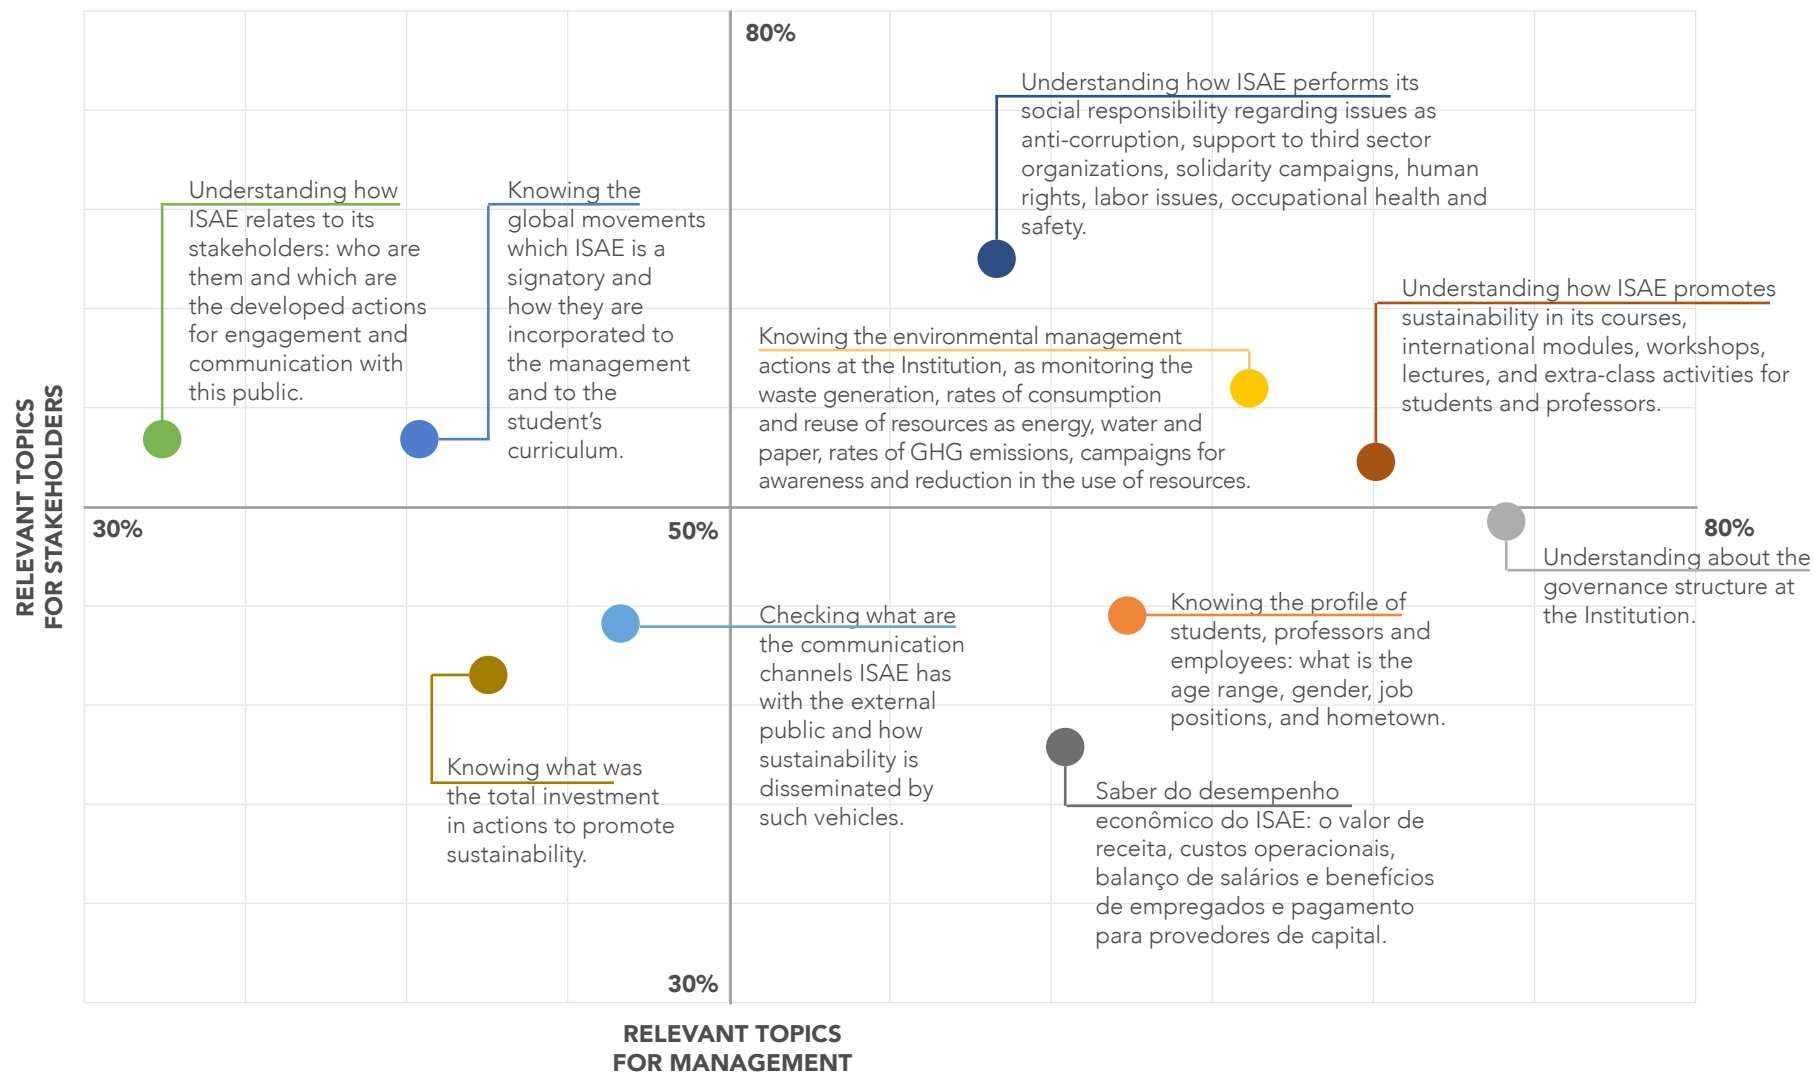 80%
Understanding how ISAE performs its
social responsibility regarding issues as
anti-corruption, support to third sector
organizations, solidarity campaigns, human
rights, labor issues, occupational health and
safety.
Understanding how
ISAE relates to its
stakeholders: who are
them and which are
the developed actions
for engagement and
communication with
this public.
Knowing the
global movements
which ISAE is a
signatory and
how they are
incorporated to
the management
and to the
student’s
curriculum.
Understanding how ISAE promotes
sustainability in its courses,
international modules, workshops,
lectures, and extra-class activities for
students and professors.
Knowing the environmental management
actions at the Institution, as monitoring the
waste generation, rates of consumption
and reuse of resources as energy, water and
paper, rates of GHG emissions, campaigns for
awareness and reduction in the use of resources.
RELEVANT TOPICS
FOR STAKEHOLDERS
30%
50%
80%
Understanding about the
governance structure at
the Institution.
Checking what are
the communication
channels ISAE has
with the external
public and how
sustainability is
disseminated by
such vehicles.
Knowing the profile of
students, professors and
employees: what is the
age range, gender, job
positions, and hometown.
Knowing what was
the total investment
in actions to promote
sustainability.
Saber do desempenho
econômico do ISAE: o valor de
receita, custos operacionais,
balanço de salários e benefícios
de empregados e pagamento
para provedores de capital.
30%
RELEVANT TOPICS
FOR MANAGEMENT